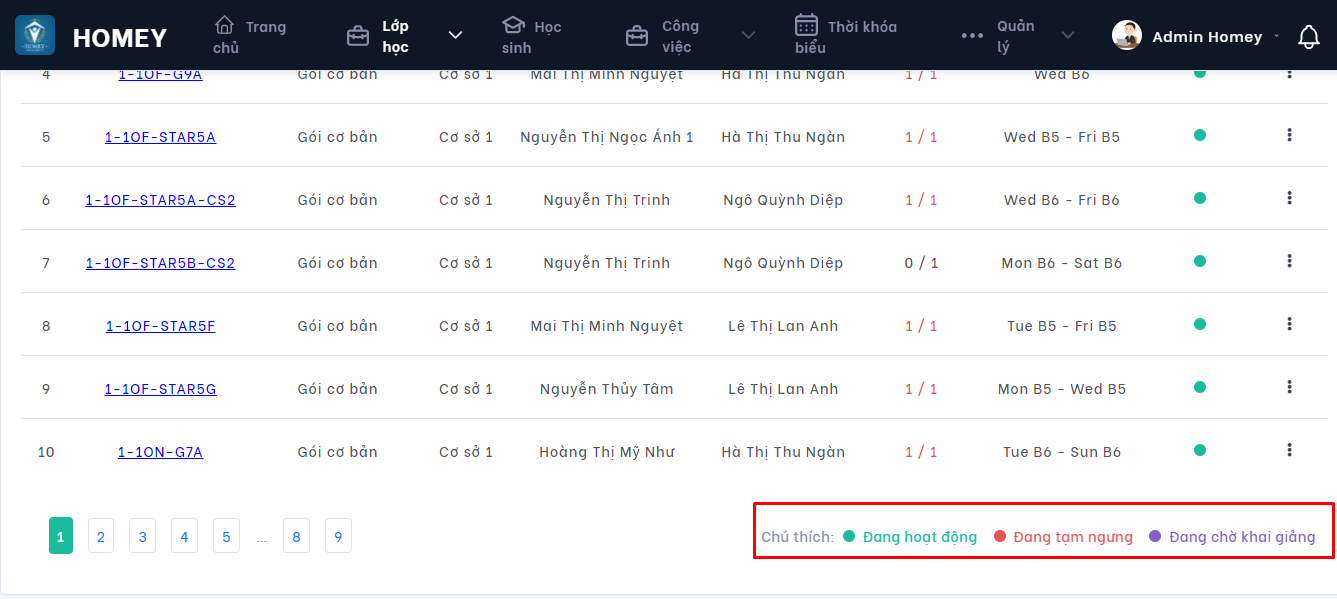 HOMEY
Trang chủ
Lớp học
Học sinh
Công việc
Thời khóa biểu
Quản lý
Admin Homey
4 1-1OF-G9A Gói cơ bản Cơ sở 1 Mai Thị Minh Nguyệt Hà Thị Thu Ngàn 1 / 1 Wed B6
5 1-1OF-STAR5A Gói cơ bản Cơ sở 1 Nguyễn Thị Ngọc Ánh 1 Hà Thị Thu Ngàn 1 / 1 Wed B5 - Fri B5
6 1-1OF-STAR5A-CS2 Gói cơ bản Cơ sở 1 Nguyễn Thị Trinh Ngô Quỳnh Diệp 1 / 1 Wed B6 - Fri B6
7 1-1OF-STAR5B-CS2 Gói cơ bản Cơ sở 1 Nguyễn Thị Trinh Ngô Quỳnh Diệp 0 / 1 Mon B6 - Sat B6
8 1-1OF-STAR5F Gói cơ bản Cơ sở 1 Mai Thị Minh Nguyệt Lê Thị Lan Anh 1 / 1 Tue B5 - Fri B5
9 1-1OF-STAR5G Gói cơ bản Cơ sở 1 Nguyễn Thủy Tâm Lê Thị Lan Anh 1 / 1 Mon B5 - Wed B5
10 1-1ON-G7A Gói cơ bản Cơ sở 1 Hoàng Thị Mỹ Như Hà Thị Thu Ngàn 1 / 1 Tue B6 - Sun B6
1 2 3 4 5 ... 8 9
Chú thích: Đang hoạt động Đang tạm ngưng Đang chờ khai giảng